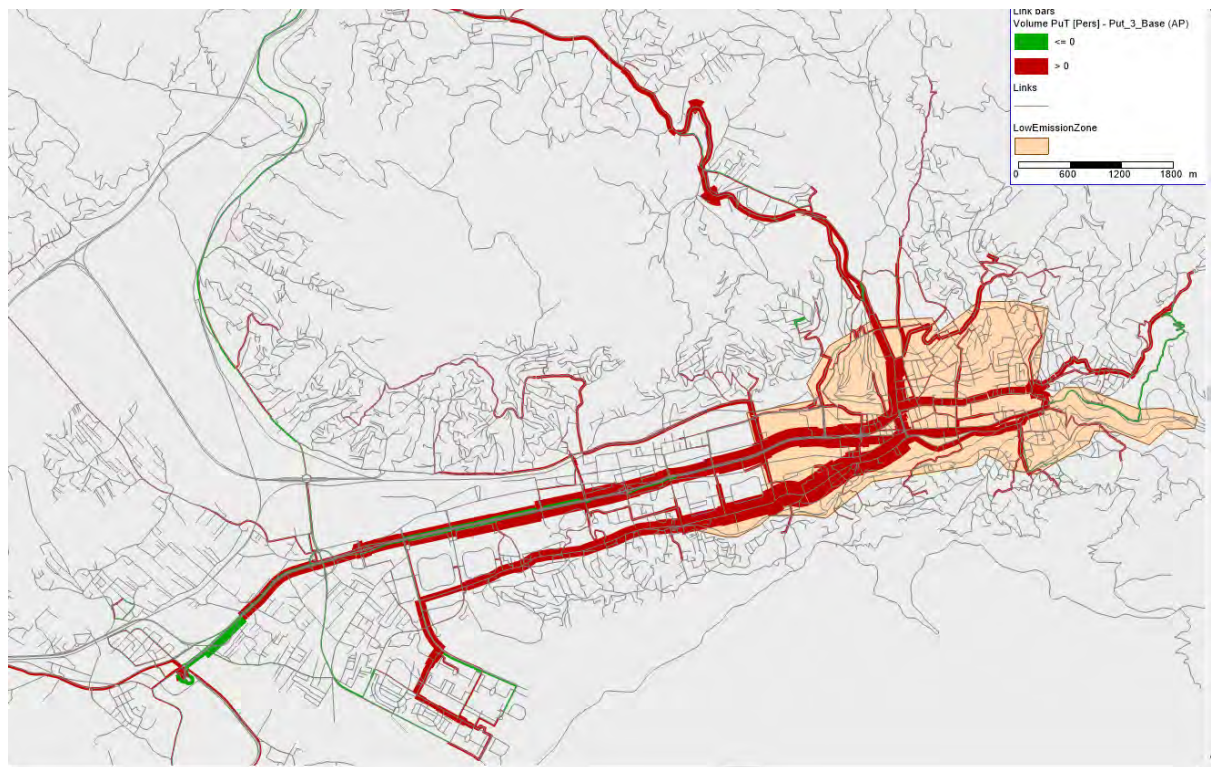 Link bars
Volume PuT [Pers] - Put_3_Base (AP)
<= 0
> 0
Links
LowEmissionZone
0 600 1200 1800 m